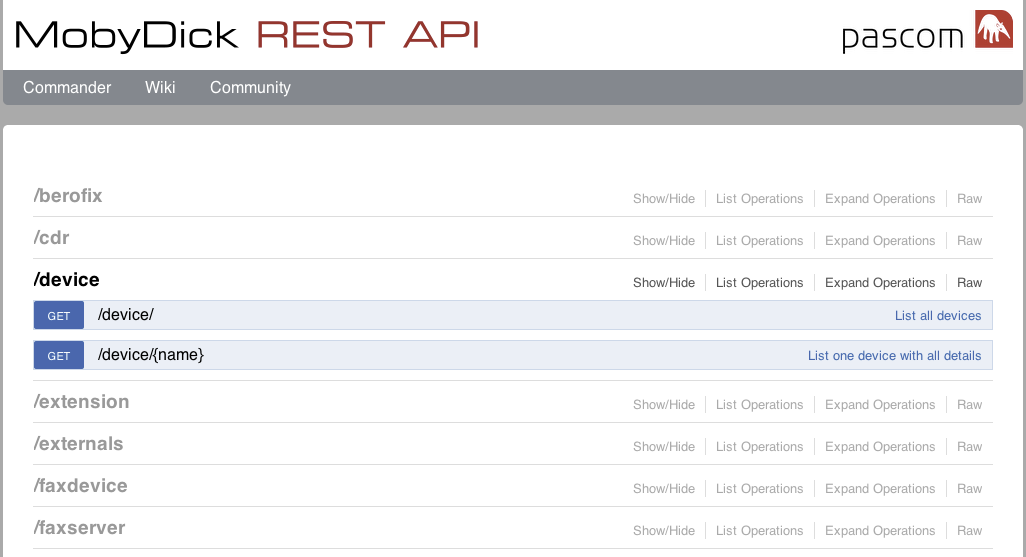 MobyDick REST API
pascom
Commander Wiki Community
/berofix Show/Hide List Operations Expand Operations Raw
/cdr Show/Hide List Operations Expand Operations Raw
/device Show/Hide List Operations Expand Operations Raw
GET /device/ List all devices
GET /device/{name} List one device with all details
/extension Show/Hide List Operations Expand Operations Raw
/externals Show/Hide List Operations Expand Operations Raw
/faxdevice Show/Hide List Operations Expand Operations Raw
/faxserver Show/Hide List Operations Expand Operations Raw